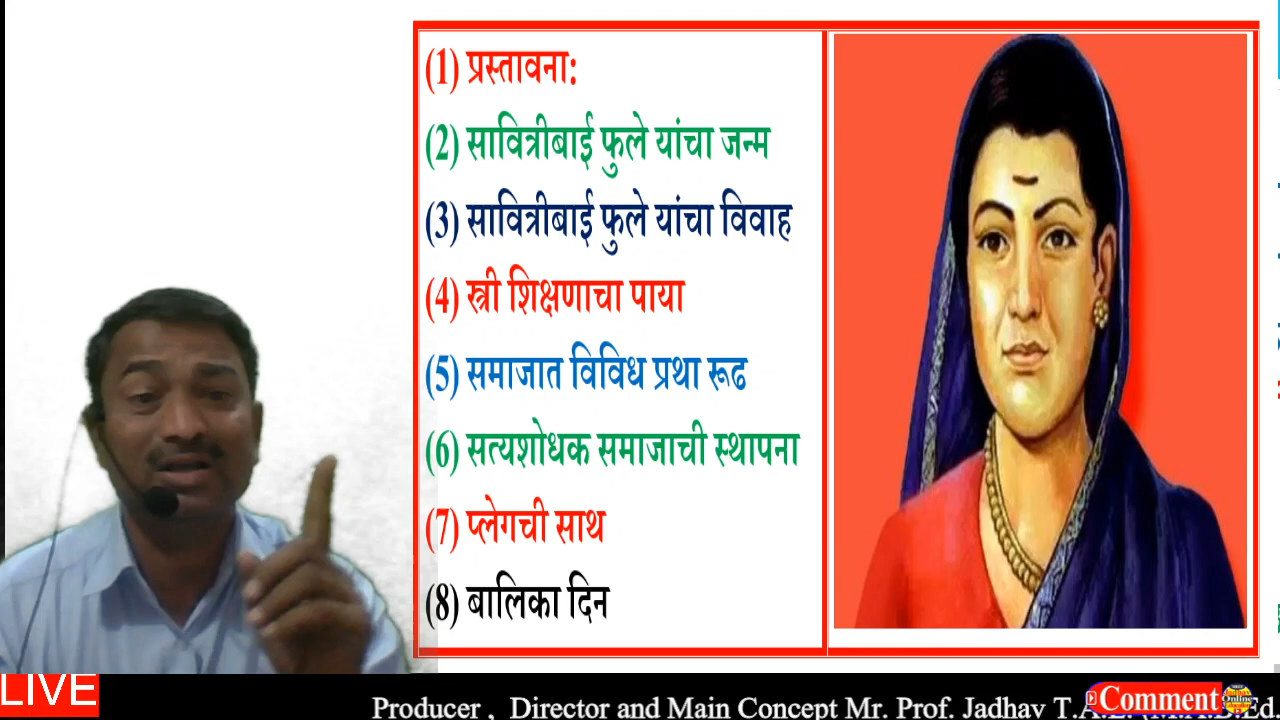 (1) प्रस्तावना:
(2) सावित्रीबाई फुले यांचा जन्म
(3) सावित्रीबाई फुले यांचा विवाह
(4) स्त्री शिक्षणाचा पाया
(5) समाजात विविध प्रथा रूढ
(6) सत्यशोधक समाजाची स्थापना
(7) प्लेगची साथ
(8) बालिका दिन
LIVE
Producer , Director and Main Concept Mr. Prof. Jadhav
Comment
Online